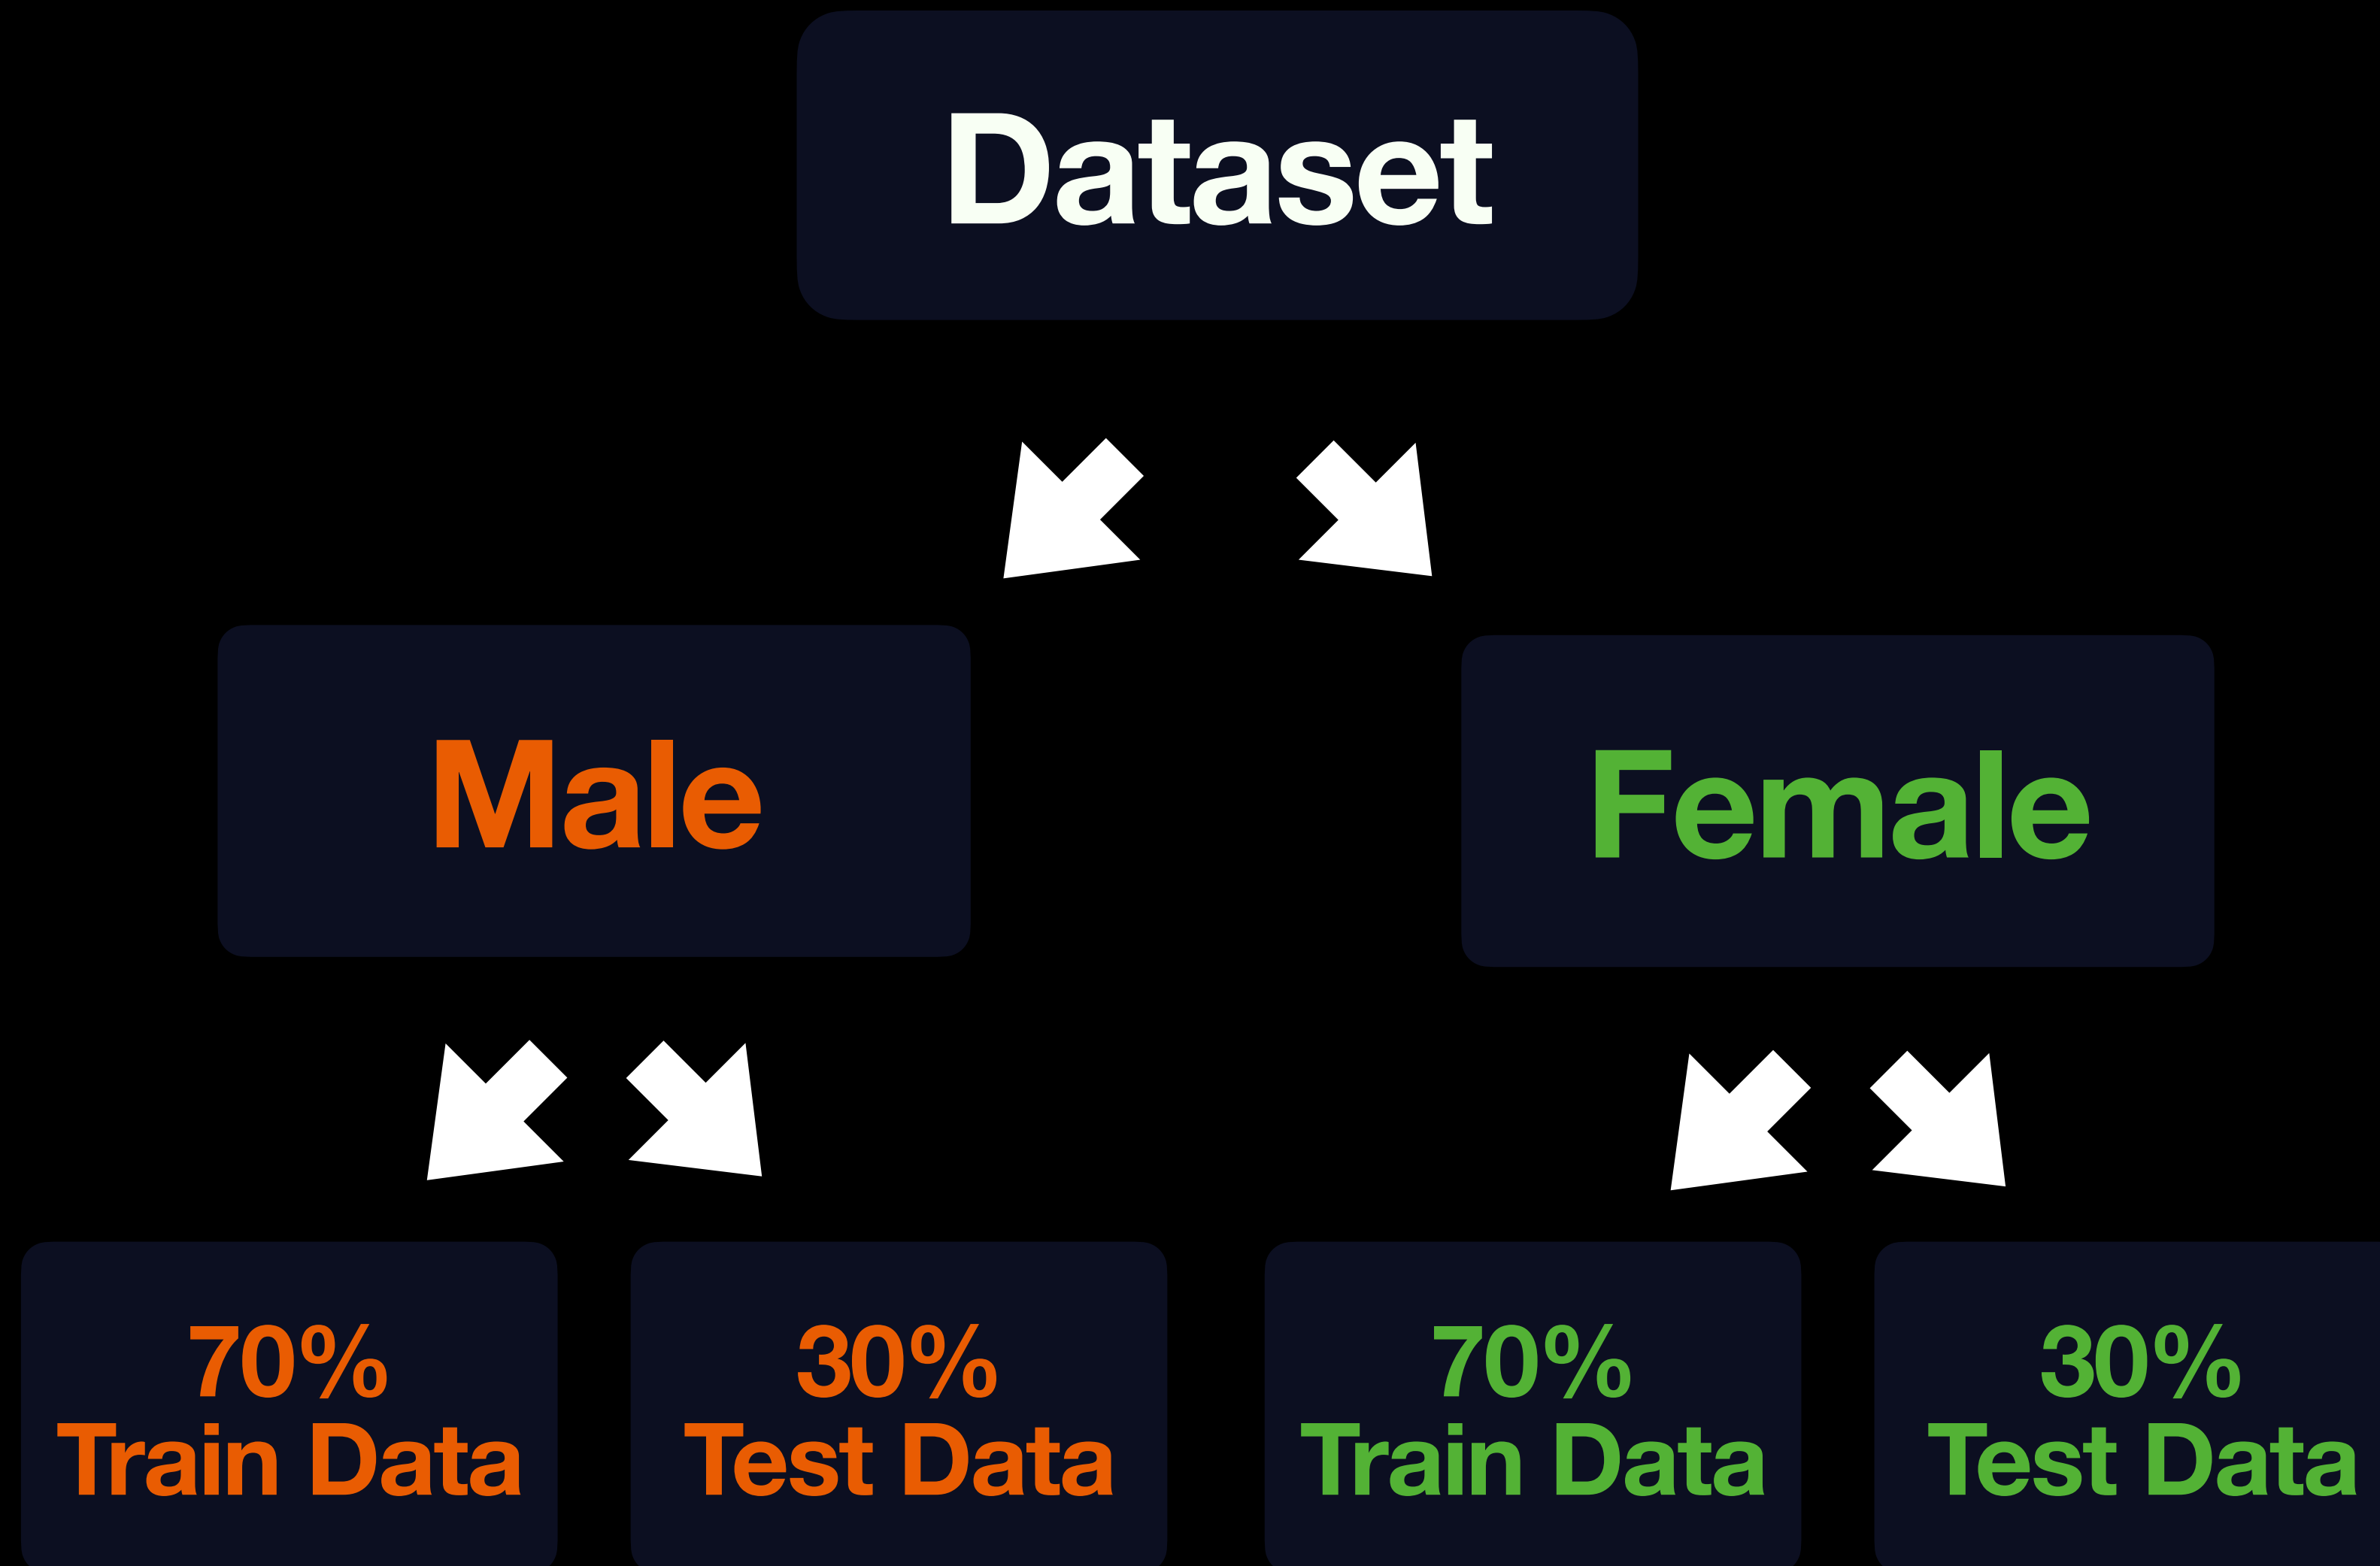 Dataset
Male
Female
70%
Train Data
30%
Test Data
70%
Train Data
30%
Test Data